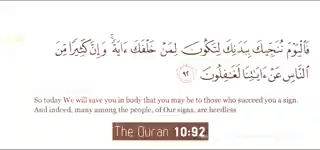 فَٱلْيَوْمَ نُنَجِّيكَ بِبَدَنِكَ لِتَكُونَ لِمَنْ خَلْفَكَ ءَايَةً ۚ وَإِنَّ كَثِيرًا مِّنَ
ٱلنَّاسِ عَنْ ءَايَٰتِنَا لَغَٰفِلُونَ ٩٢
So today We will save you in body that you may be to those who succeed you a sign.
And indeed, many among the people, of Our signs, are heedless
The Quran 10:92